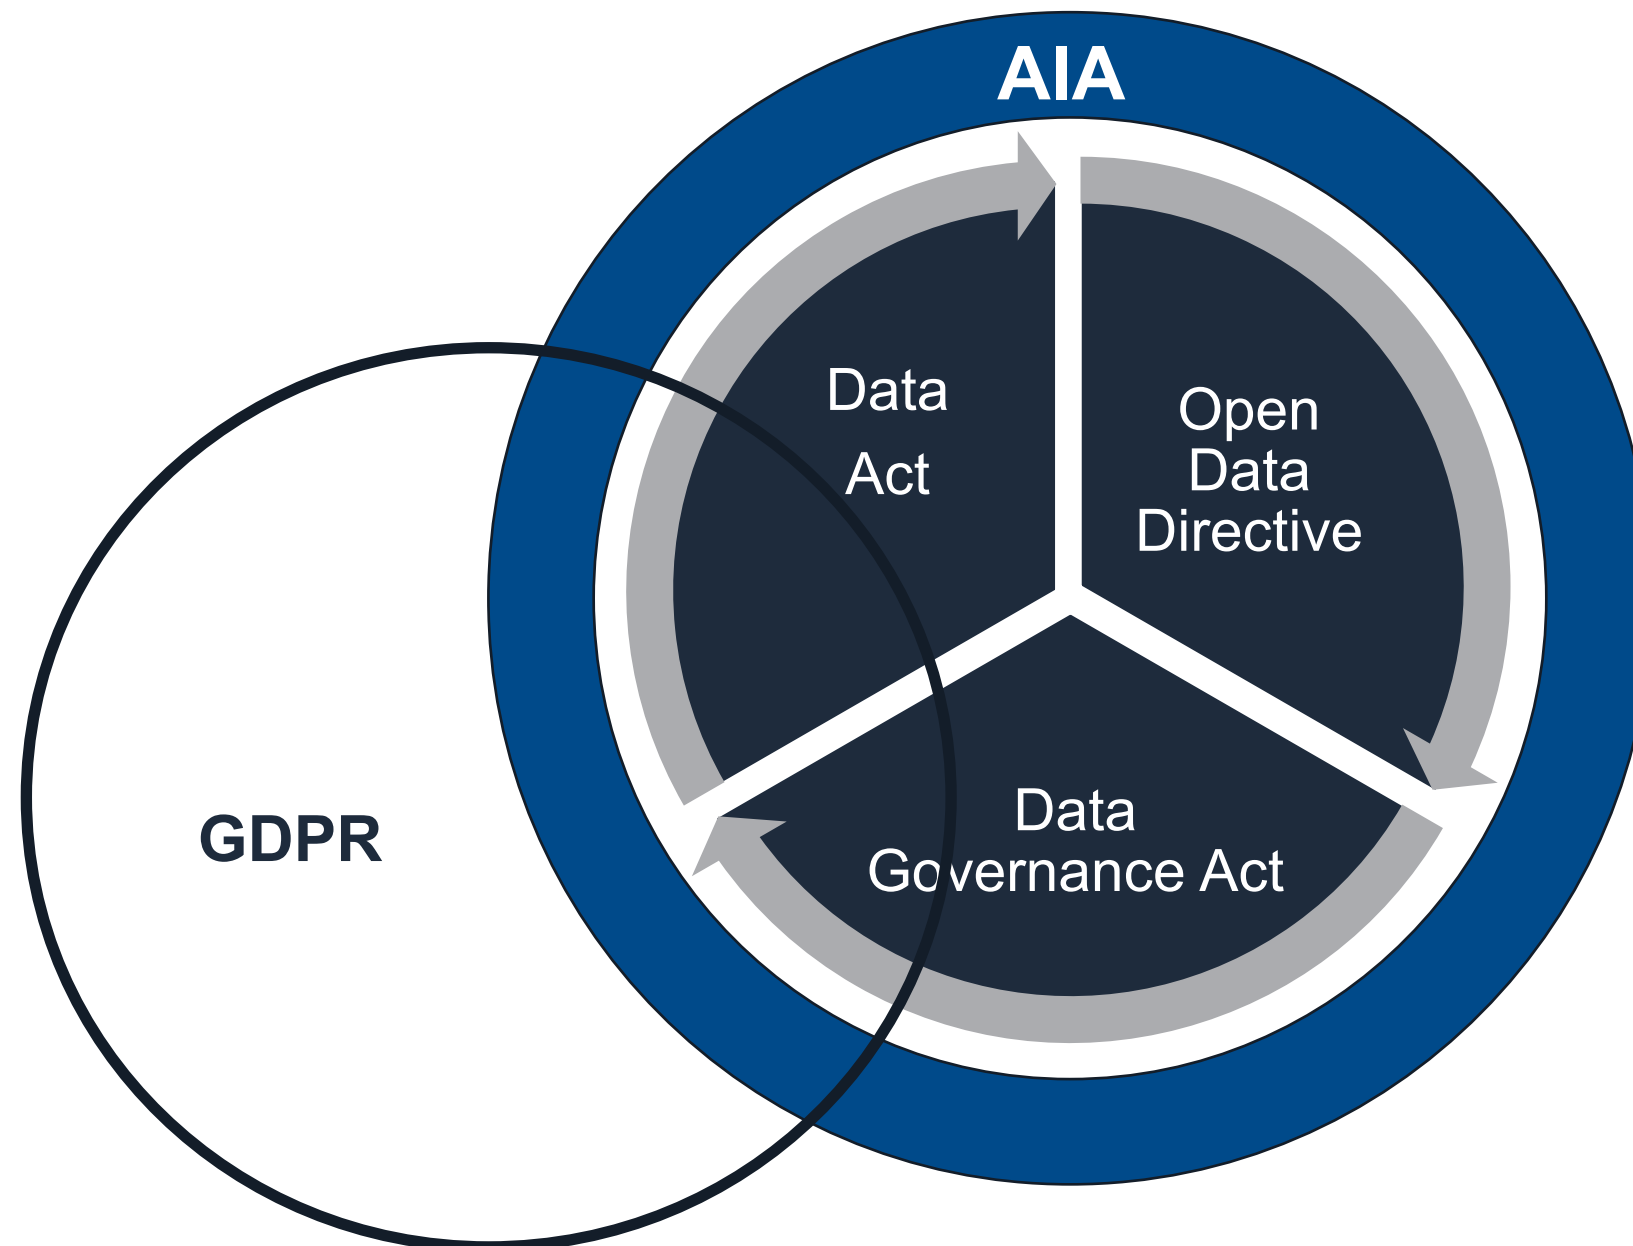 AIA
Data
Act
Open
Data
Directive
Data
Governance Act
GDPR